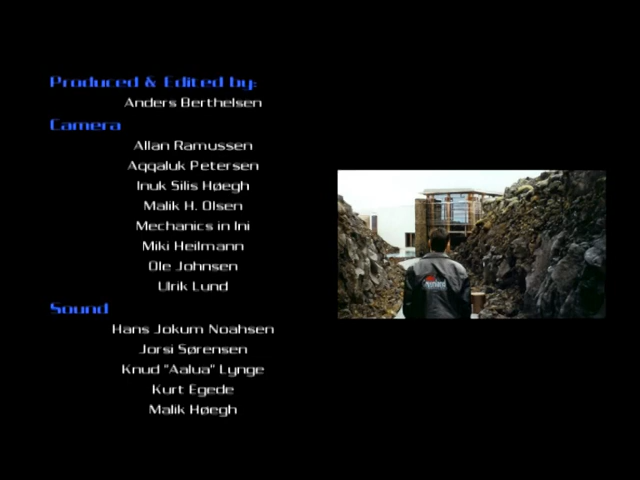 Produced & Edited by:
Anders Berthelsen
Camera
Allan Ramussen
Aqqaluk Petersen
Inuk Silis Høegh
Malik H. Olsen
Mechanics in Ini
Miki Heilmann
Ole Johnsen
Ulrik Lund
Sound
Hans Jokum Noahsen
Jorsi Sørensen
Knud "Aalua" Lynge
Kurt Egede
Malik Høegh
Greenland